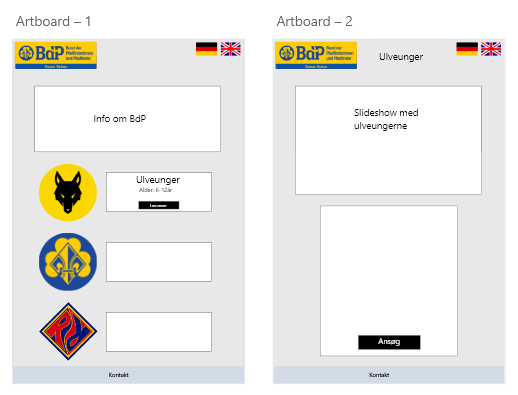 Artboard – 1
BdP
Bund der
Pfadfinderinnen
und Pfadfinder
Info om BdP
Ulveunger
Alder: 6-12år
Læs mere
Kontakt
Artboard – 2
BdP
Bund der
Pfadfinderinnen
und Pfadfinder
Ulveunger
Slideshow med
ulveungerne
Ansøg
Kontakt